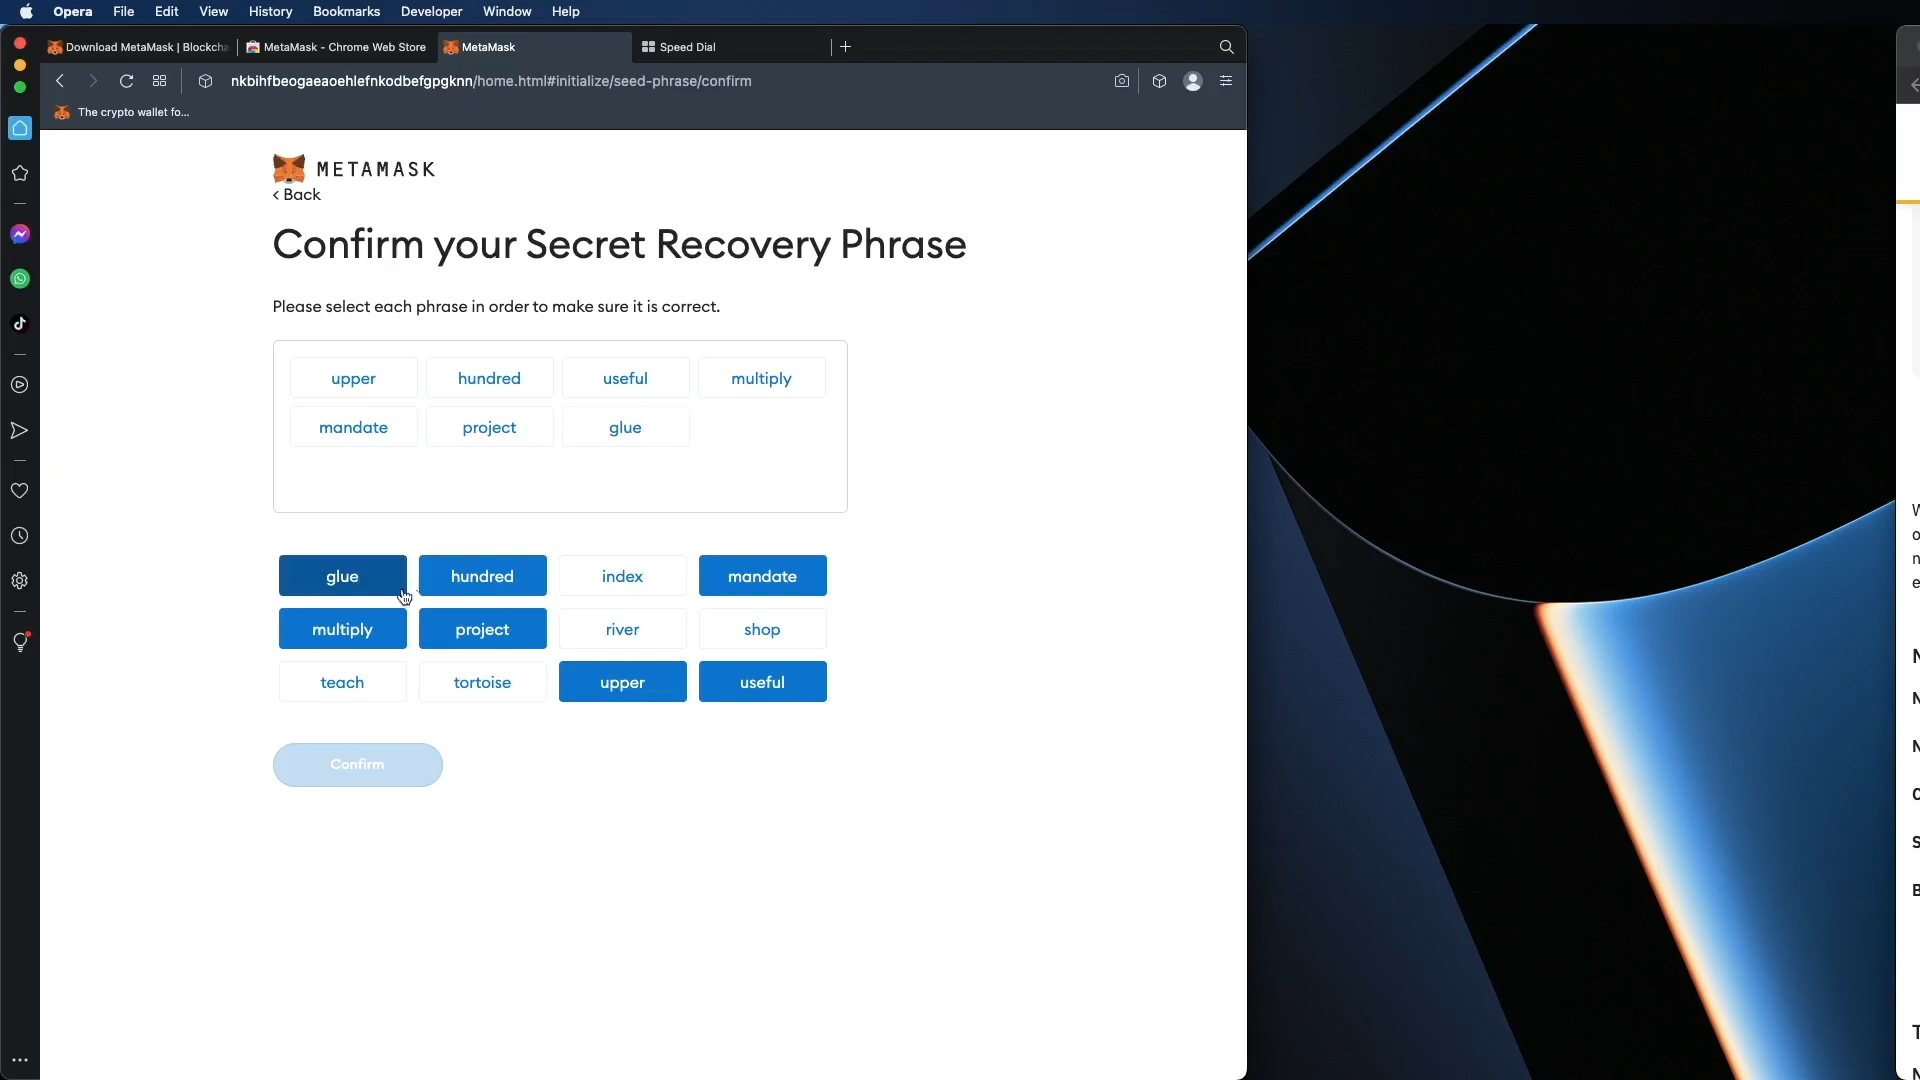 Opera File Edit View History Bookmarks Developer Window Help
Download MetaMask | Blockcha MetaMask - Chrome Web Store MetaMask Speed Dial
nkbihfbeogaeaoehlefnkodbefgpgknn/home.html#initialize/seed-phrase/confirm
The crypto wallet fo...
METAMASK
< Back
Confirm your Secret Recovery Phrase
Please select each phrase in order to make sure it is correct.
upper hundred useful multiply
mandate project glue
glue hundred index mandate
multiply project river shop
teach tortoise upper useful
Confirm